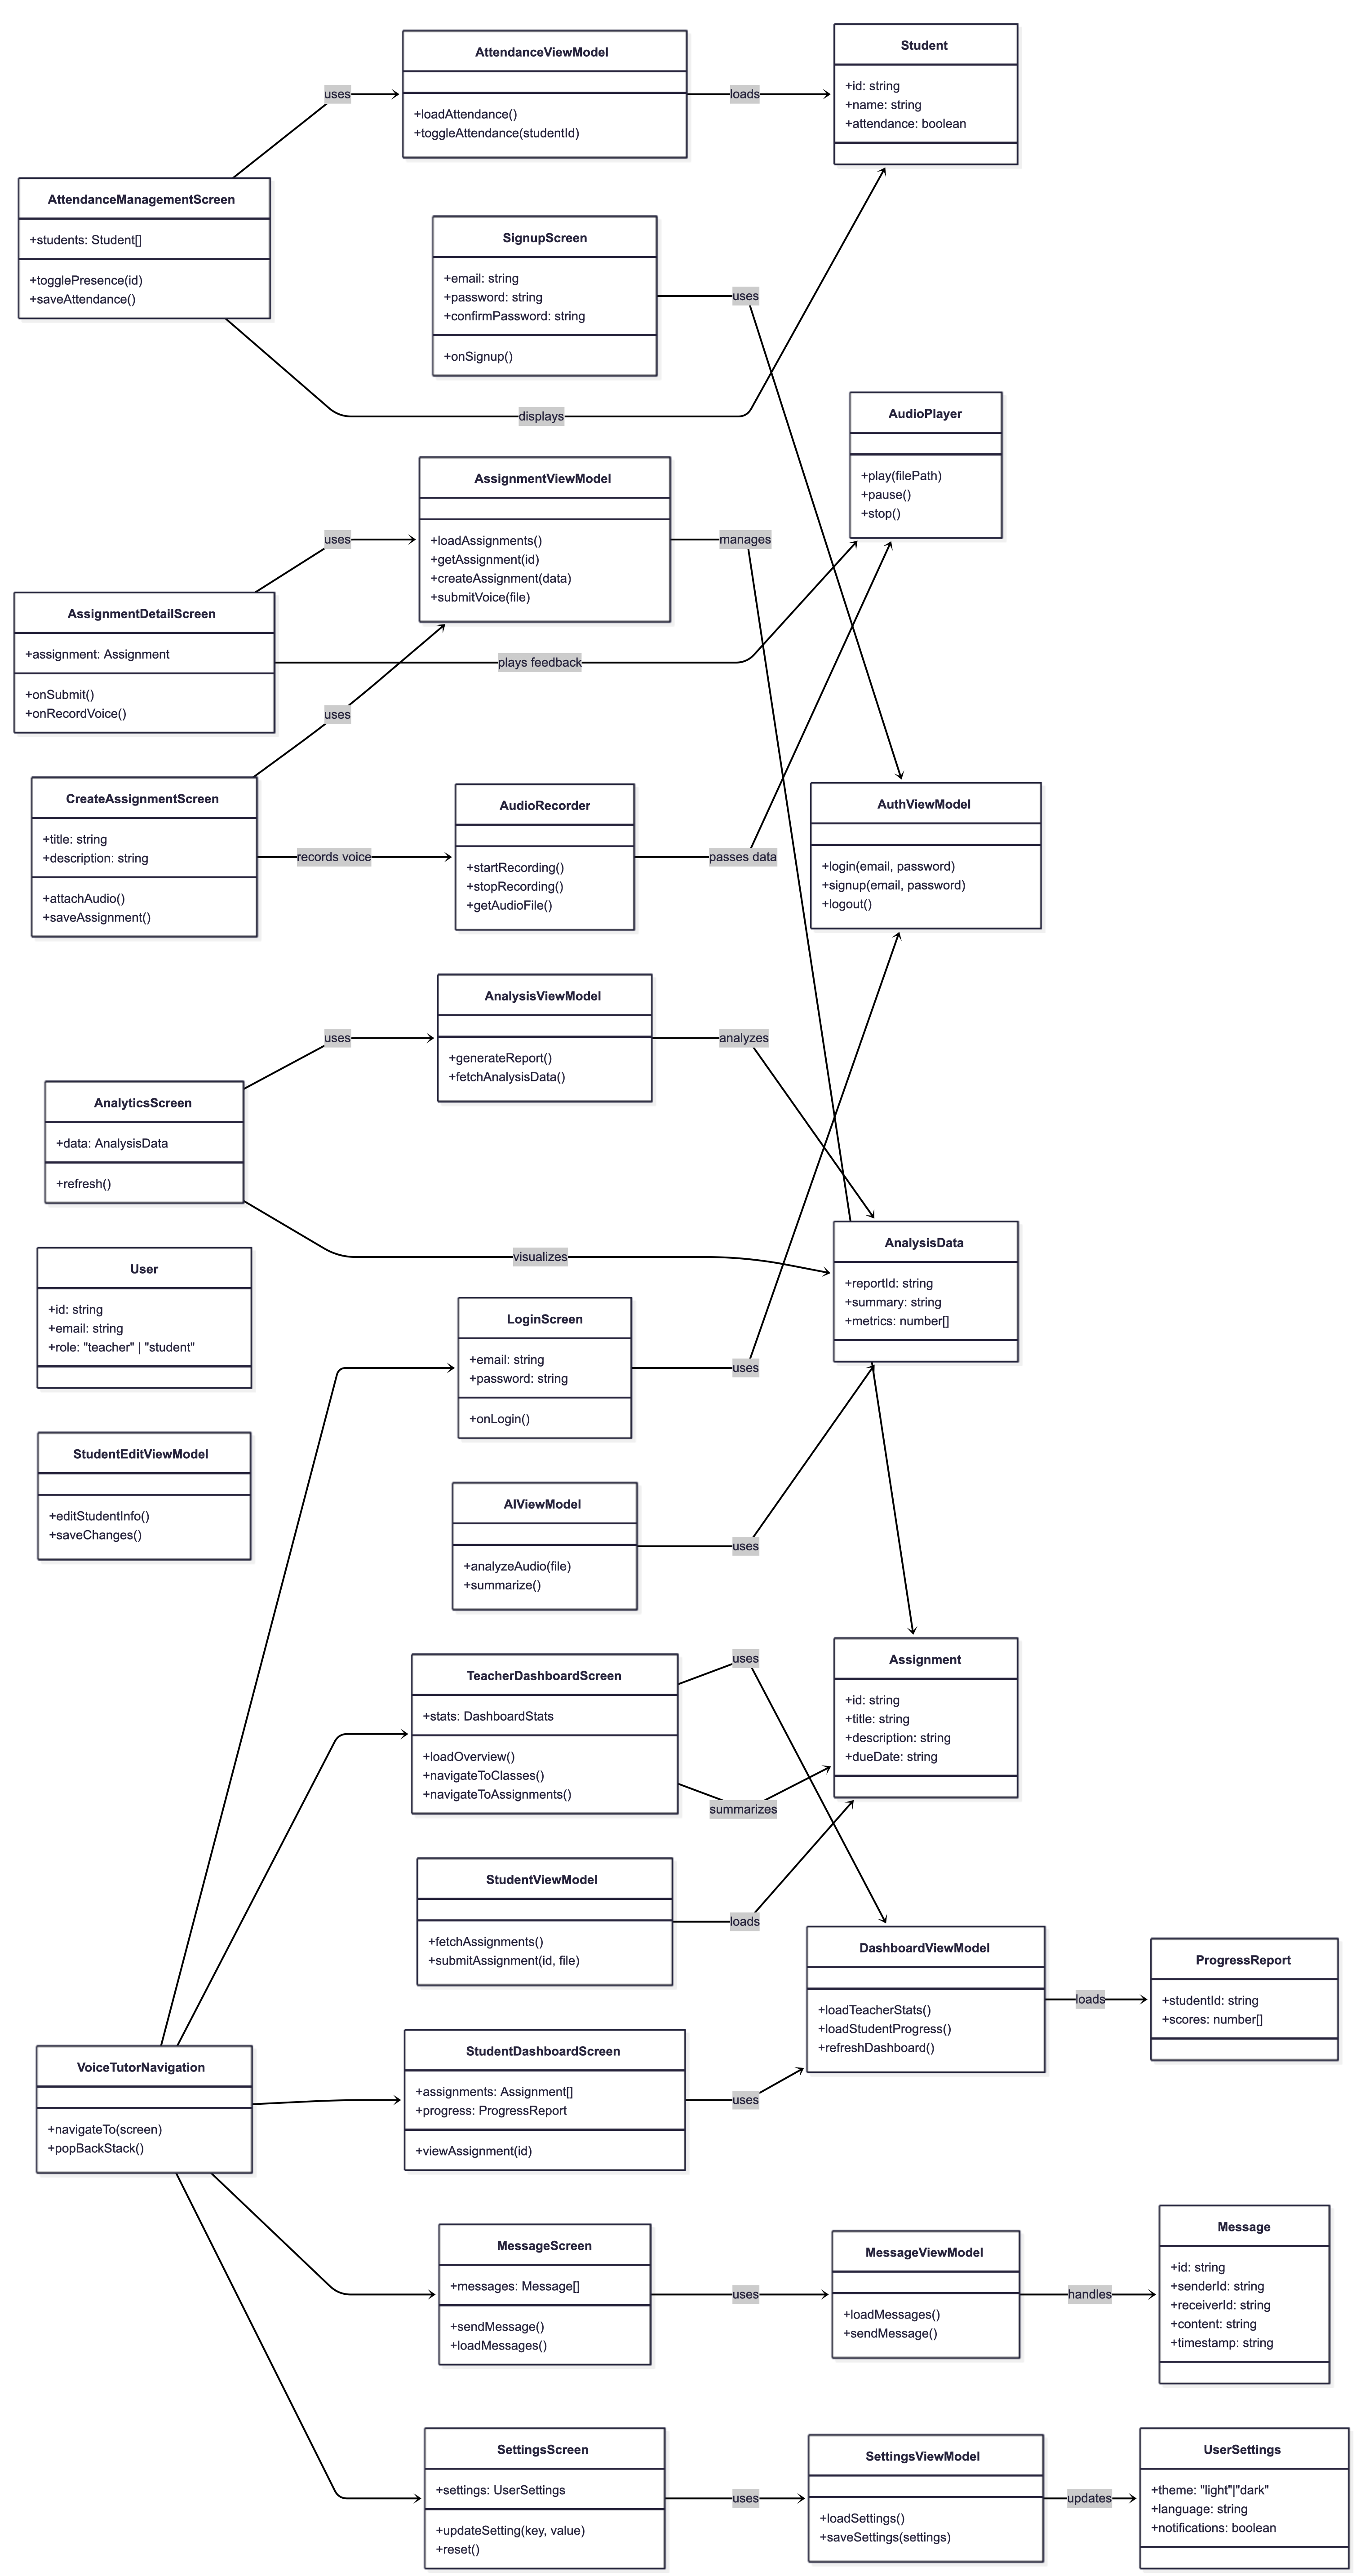 AttendanceViewModel
+loadAttendance()
+toggleAttendance(studentId)
Student
+id: string
+name: string
+attendance: boolean
uses
loads
AttendanceManagementScreen
+students: Student[]
+togglePresence(id)
+saveAttendance()
SignupScreen
+email: string
+password: string
+confirmPassword: string
+onSignup()
uses
displays
AudioPlayer
+play(filePath)
+pause()
+stop()
AssignmentViewModel
+loadAssignments()
+getAssignment(id)
+createAssignment(data)
+submitVoice(file)
uses
manages
AssignmentDetailScreen
+assignment: Assignment
+onSubmit()
+onRecordVoice()
plays feedback
uses
CreateAssignmentScreen
+title: string
+description: string
+attachAudio()
+saveAssignment()
records voice
AudioRecorder
+startRecording()
+stopRecording()
+getAudioFile()
passes data
AuthViewModel
+login(email, password)
+signup(email, password)
+logout()
AnalysisViewModel
+generateReport()
+fetchAnalysisData()
uses
analyzes
AnalyticsScreen
+data: AnalysisData
+refresh()
visualizes
AnalysisData
+reportId: string
+summary: string
+metrics: number[]
User
+id: string
+email: string
+role: "teacher" | "student"
LoginScreen
+email: string
+password: string
+onLogin()
uses
StudentEditViewModel
+editStudentInfo()
+saveChanges()
AIViewModel
+analyzeAudio(file)
+summarize()
uses
TeacherDashboardScreen
+stats: DashboardStats
+loadOverview()
+navigateToClasses()
+navigateToAssignments()
uses
summarizes
Assignment
+id: string
+title: string
+description: string
+dueDate: string
StudentViewModel
+fetchAssignments()
+submitAssignment(id, file)
loads
DashboardViewModel
+loadTeacherStats()
+loadStudentProgress()
+refreshDashboard()
loads
ProgressReport
+studentId: string
+scores: number[]
VoiceTutorNavigation
+navigateTo(screen)
+popBackStack()
StudentDashboardScreen
+assignments: Assignment[]
+progress: ProgressReport
+viewAssignment(id)
uses
MessageScreen
+messages: Message[]
+sendMessage()
+loadMessages()
uses
MessageViewModel
+loadMessages()
+sendMessage()
handles
Message
+id: string
+senderId: string
+receiverId: string
+content: string
+timestamp: string
SettingsScreen
+settings: UserSettings
+updateSetting(key, value)
+reset()
uses
SettingsViewModel
+loadSettings()
+saveSettings(settings)
updates
UserSettings
+theme: "light"|"dark"
+language: string
+notifications: boolean